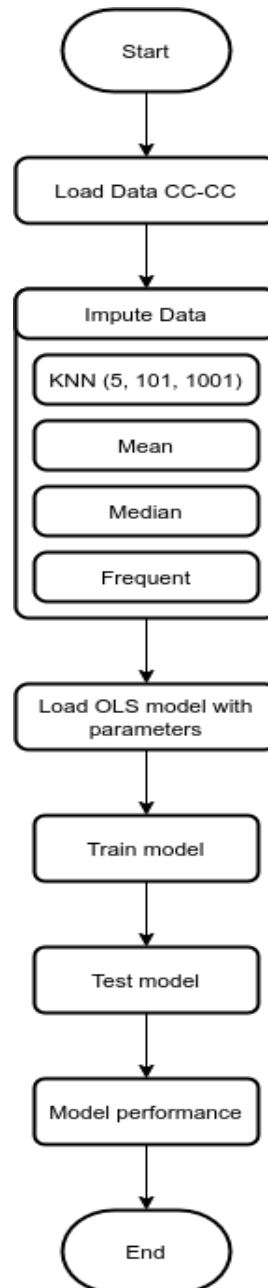 Start
Load Data CC-CC
Impute Data
KNN (5, 101, 1001)
Mean
Median
Frequent
Load OLS model with
parameters
Train model
Test model
Model performance
End